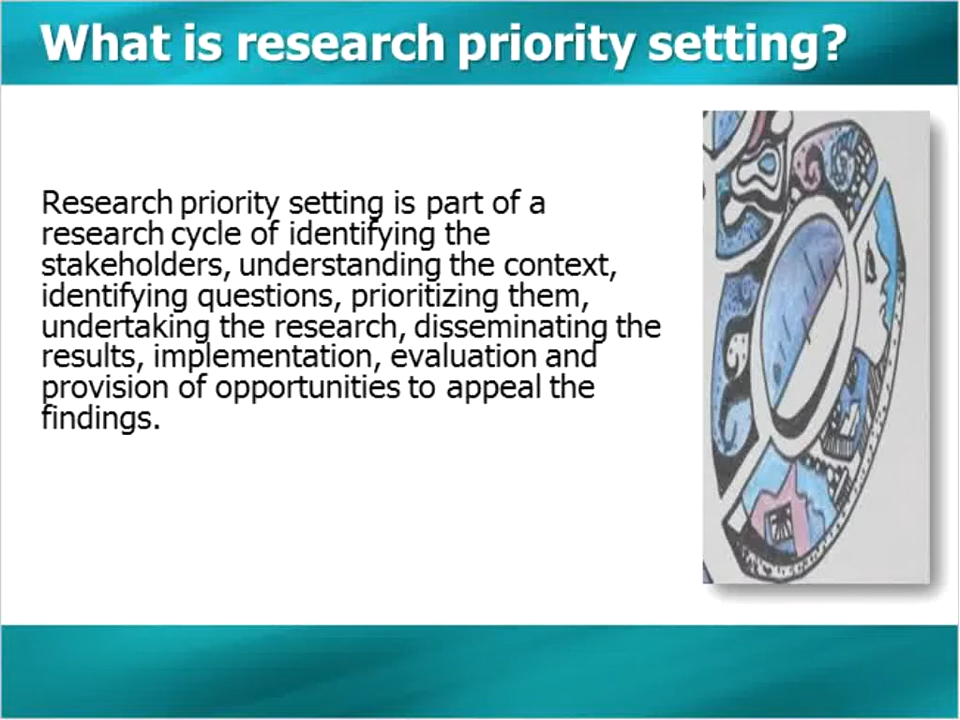 What is research priority setting?
Research priority setting is part of a
research cycle of identifying the
stakeholders, understanding the context,
identifying questions, prioritizing them,
undertaking the research, disseminating the
results, implementation, evaluation and
provision of opportunities to appeal the
findings.